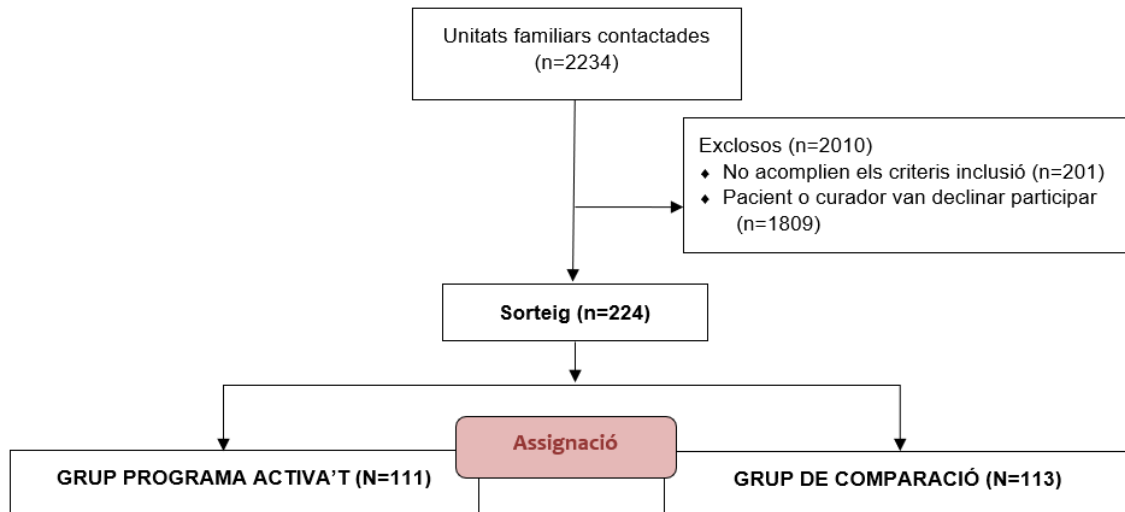 Unitats familiars contactades
(n=2234)
Exclosos (n=2010)
⬧ No acomplien els criteris inclusió (n=201)
⬧ Pacient o curador van declinar participar
(n=1809)
Sorteig (n=224)
Assignació
GRUP PROGRAMA ACTIVA’T (N=111)
GRUP DE COMPARACIÓ (N=113)